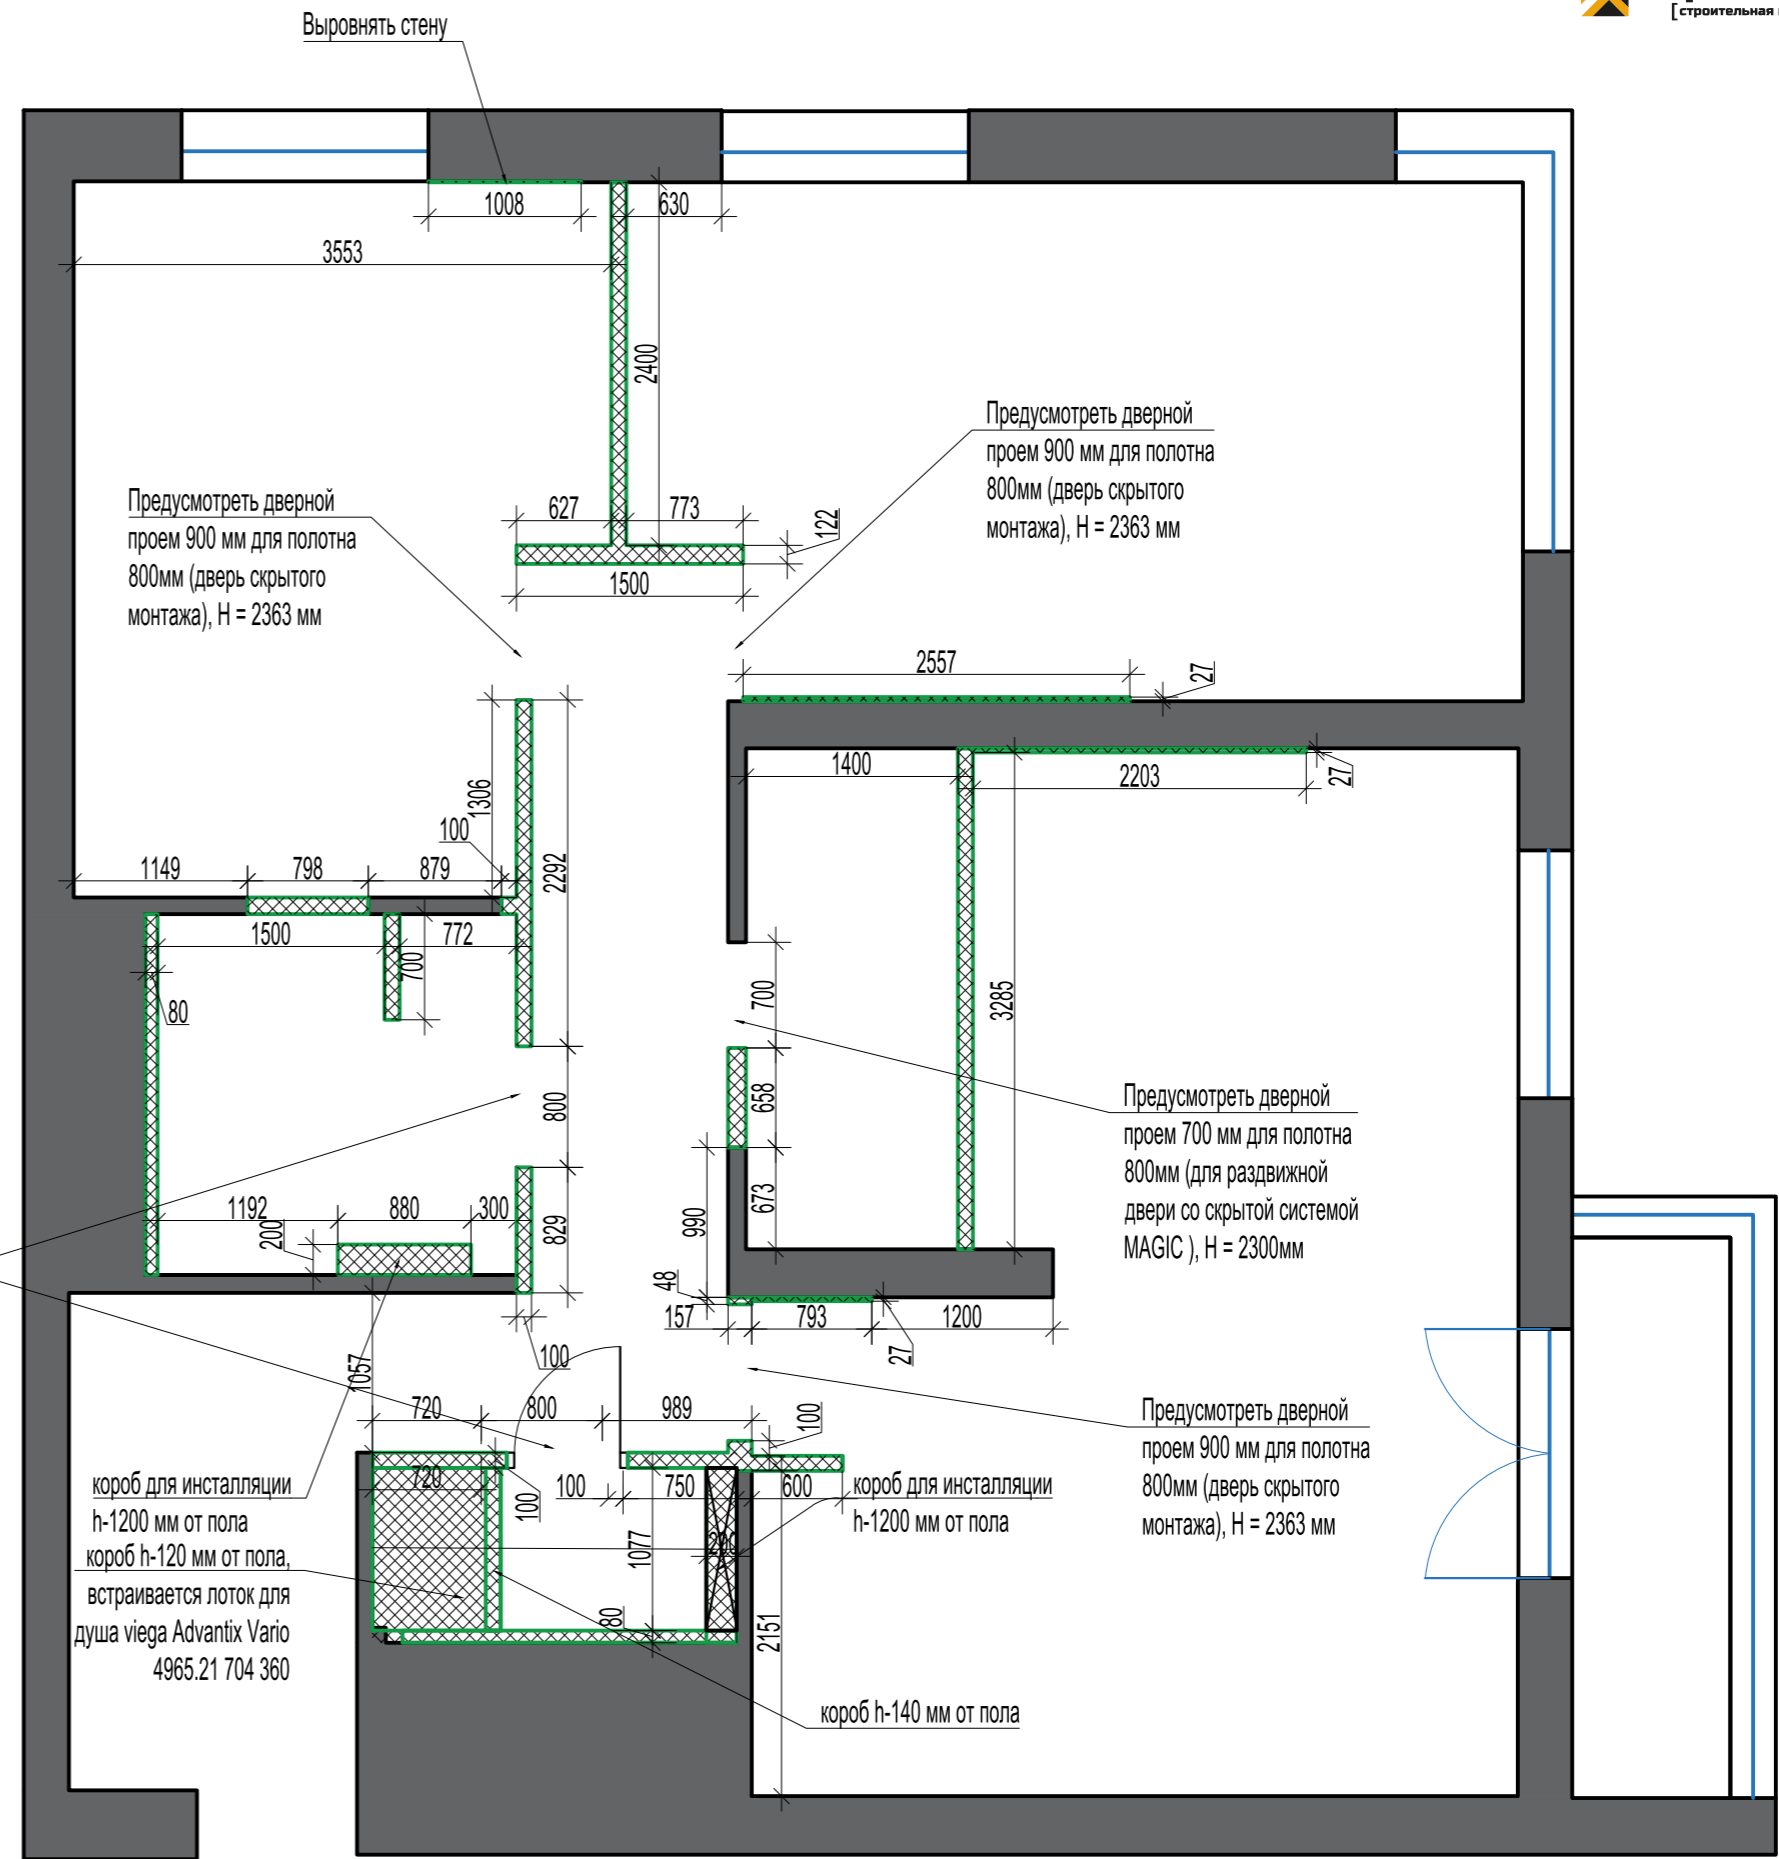 [ строительная
Выровнять стену
1008
630
3553
2400
Предусмотреть дверной
проем 900 мм для полотна
800мм (дверь скрытого
монтажа), H = 2363 мм
Предусмотреть дверной
проем 900 мм для полотна
800мм (дверь скрытого
монтажа), H = 2363 мм
627
773
122
1500
2557
27
1400
2203
27
1306
100
2292
1149
798
879
1500
772
700
80
700
3285
800
658
Предусмотреть дверной
проем 700 мм для полотна
800мм (для раздвижной
двери со скрытой системой
MAGIC ), H = 2300мм
1192
880
300
200
829
990
673
48
157
793
1200
27
100
1057
720
800
989
100
Предусмотреть дверной
проем 900 мм для полотна
800мм (дверь скрытого
монтажа), H = 2363 мм
короб для инсталляции
h-1200 мм от пола
720
100
100
750
600
короб для инсталляции
h-1200 мм от пола
короб h-120 мм от пола,
встраивается лоток для
душа viega Advantix Vario
4965.21 704 360
1077
80
2151
короб h-140 мм от пола